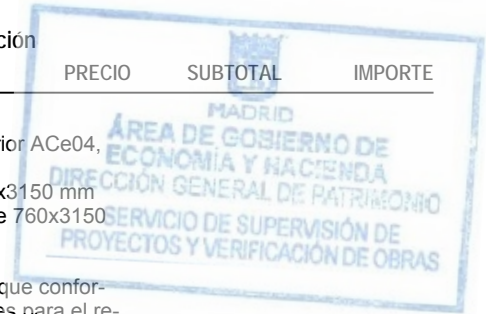 ción
PRECIO SUBTOTAL IMPORTE
MADRID
ior ACe04,
ÁREA DE GOBIERNO DE
ECONOMÍA Y HACIENDA
x3150 mm
DIRECCIÓN GENERAL DE PATRIMONIO
e 760x3150
SERVICIO DE SUPERVISIÓN DE
PROYECTOS Y VERIFICACIÓN DE OBRAS
que confor-
es para el re-